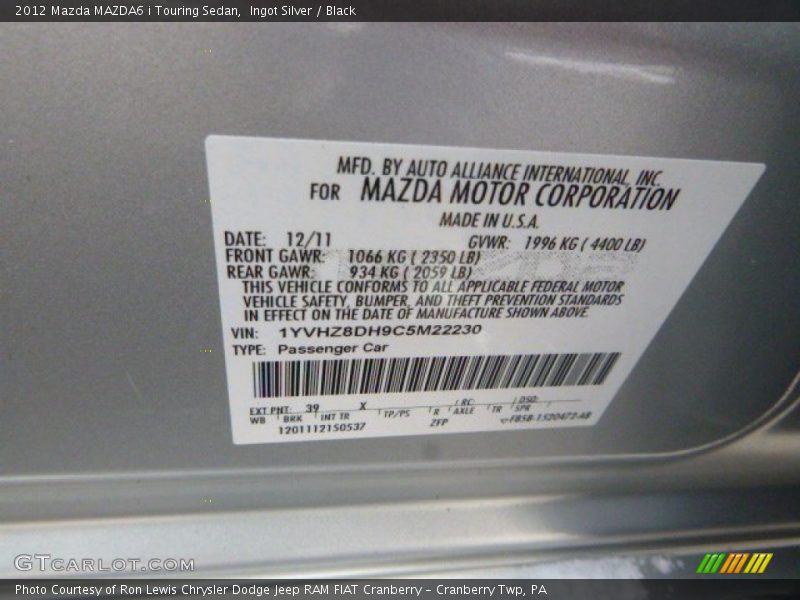 2012 Mazda MAZDA6 i Touring Sedan, Ingot Silver / Black
MFD. BY AUTO ALLIANCE INTERNATIONAL, INC.
FOR MAZDA MOTOR CORPORATION
MADE IN U.S.A.
DATE: 12/11 GVWR: 1996 KG ( 4400 LB)
FRONT GAWR: 1066 KG ( 2350 LB)
REAR GAWR: 934 KG ( 2059 LB)
THIS VEHICLE CONFORMS TO ALL APPLICABLE FEDERAL MOTOR
VEHICLE SAFETY, BUMPER, AND THEFT PREVENTION STANDARDS
IN EFFECT ON THE DATE OF MANUFACTURE SHOWN ABOVE.
VIN: 1YVHZ8DH9C5M22230
TYPE: Passenger Car
EXT PNT: 39 X RC: DSO:
WB BRK INT TR TP/PS R AXLE TR SPR
1201112150537 ZFP F85B-1520472-AB
GTCarlot.com
Photo Courtesy of Ron Lewis Chrysler Dodge Jeep RAM FIAT Cranberry - Cranberry Twp, PA